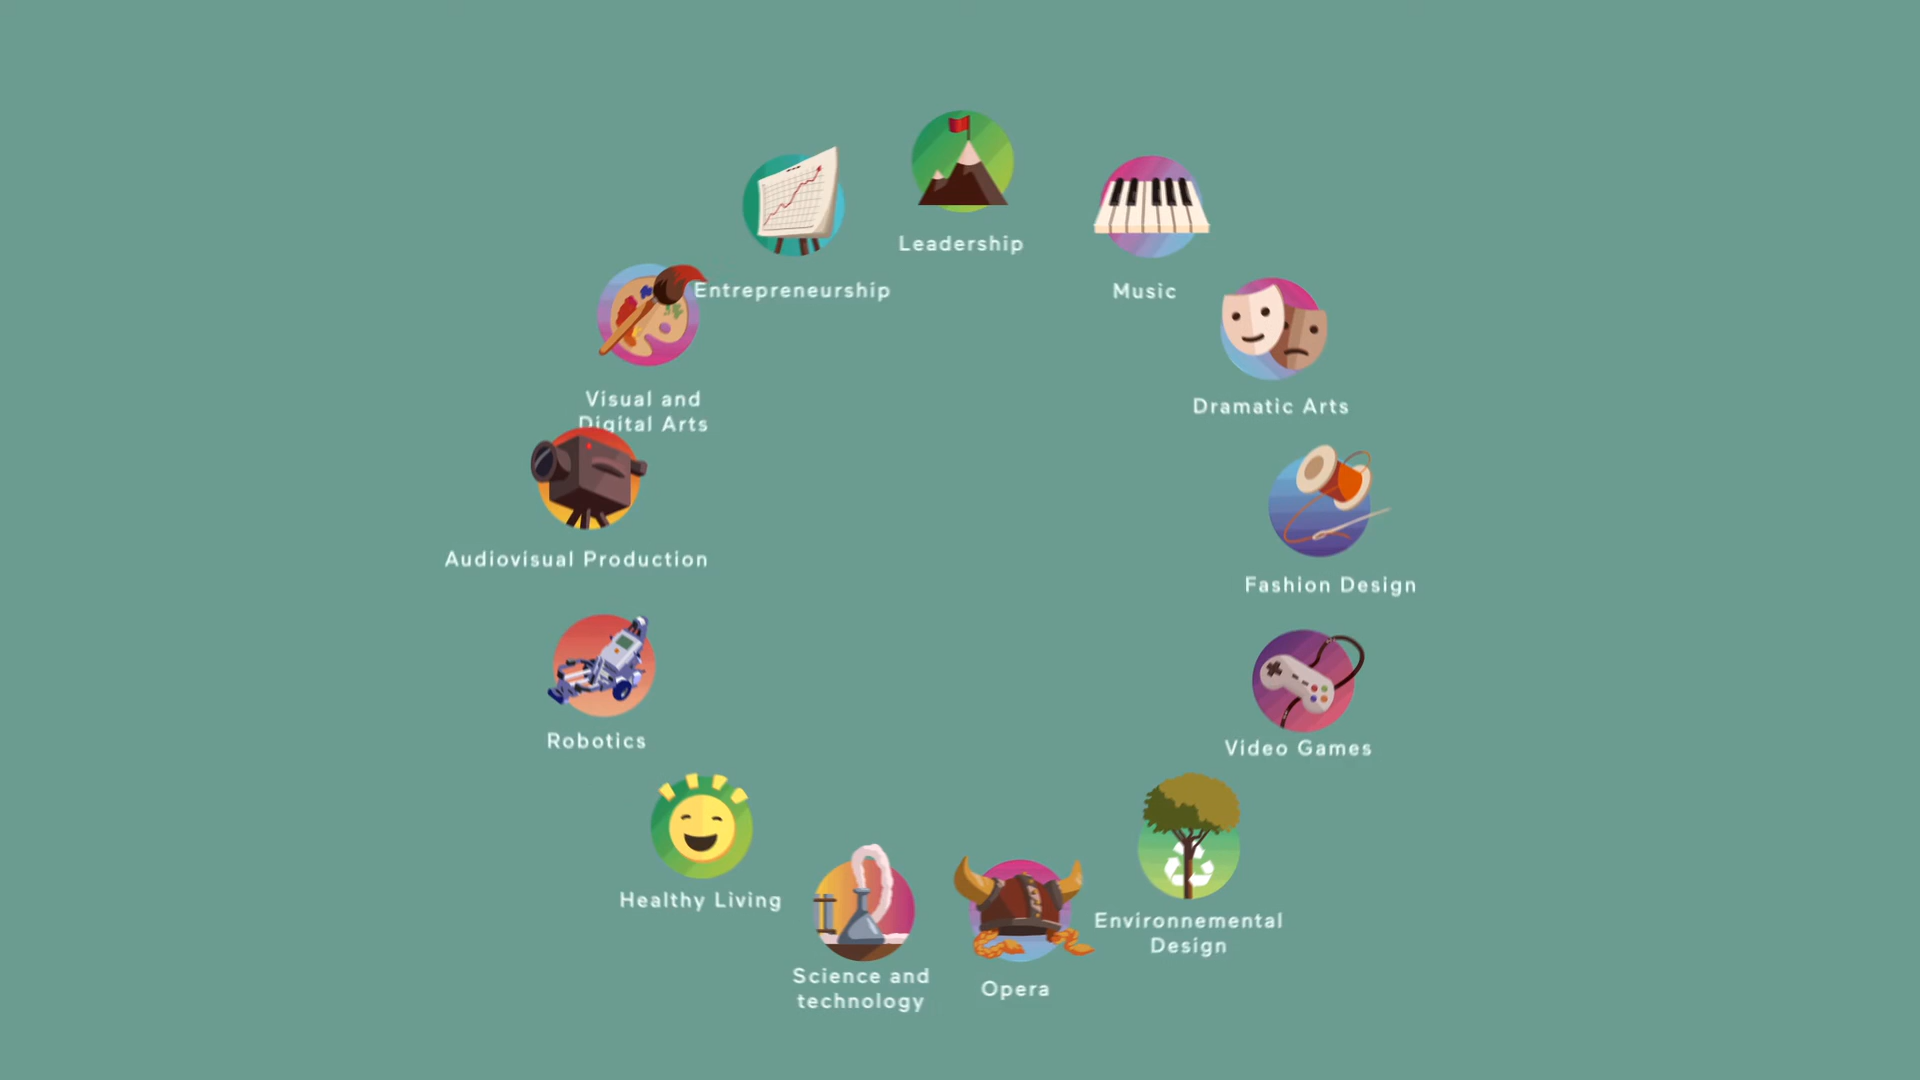 Leadership
Entrepreneurship
Music
Visual and
Digital Arts
Dramatic Arts
Audiovisual Production
Fashion Design
Robotics
Video Games
Healthy Living
Environnemental
Design
Science and
technology
Opera